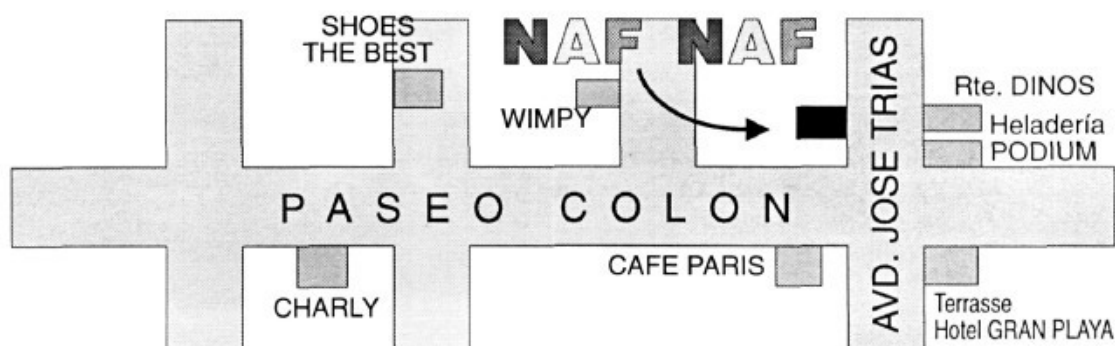 SHOES
THE BEST
NAF NAF
WIMPY
Rte. DINOS
Heladería
PODIUM
AVD. JOSE TRIAS
PASEO COLON
CHARLY
CAFE PARIS
Terrasse
Hotel GRAN PLAYA